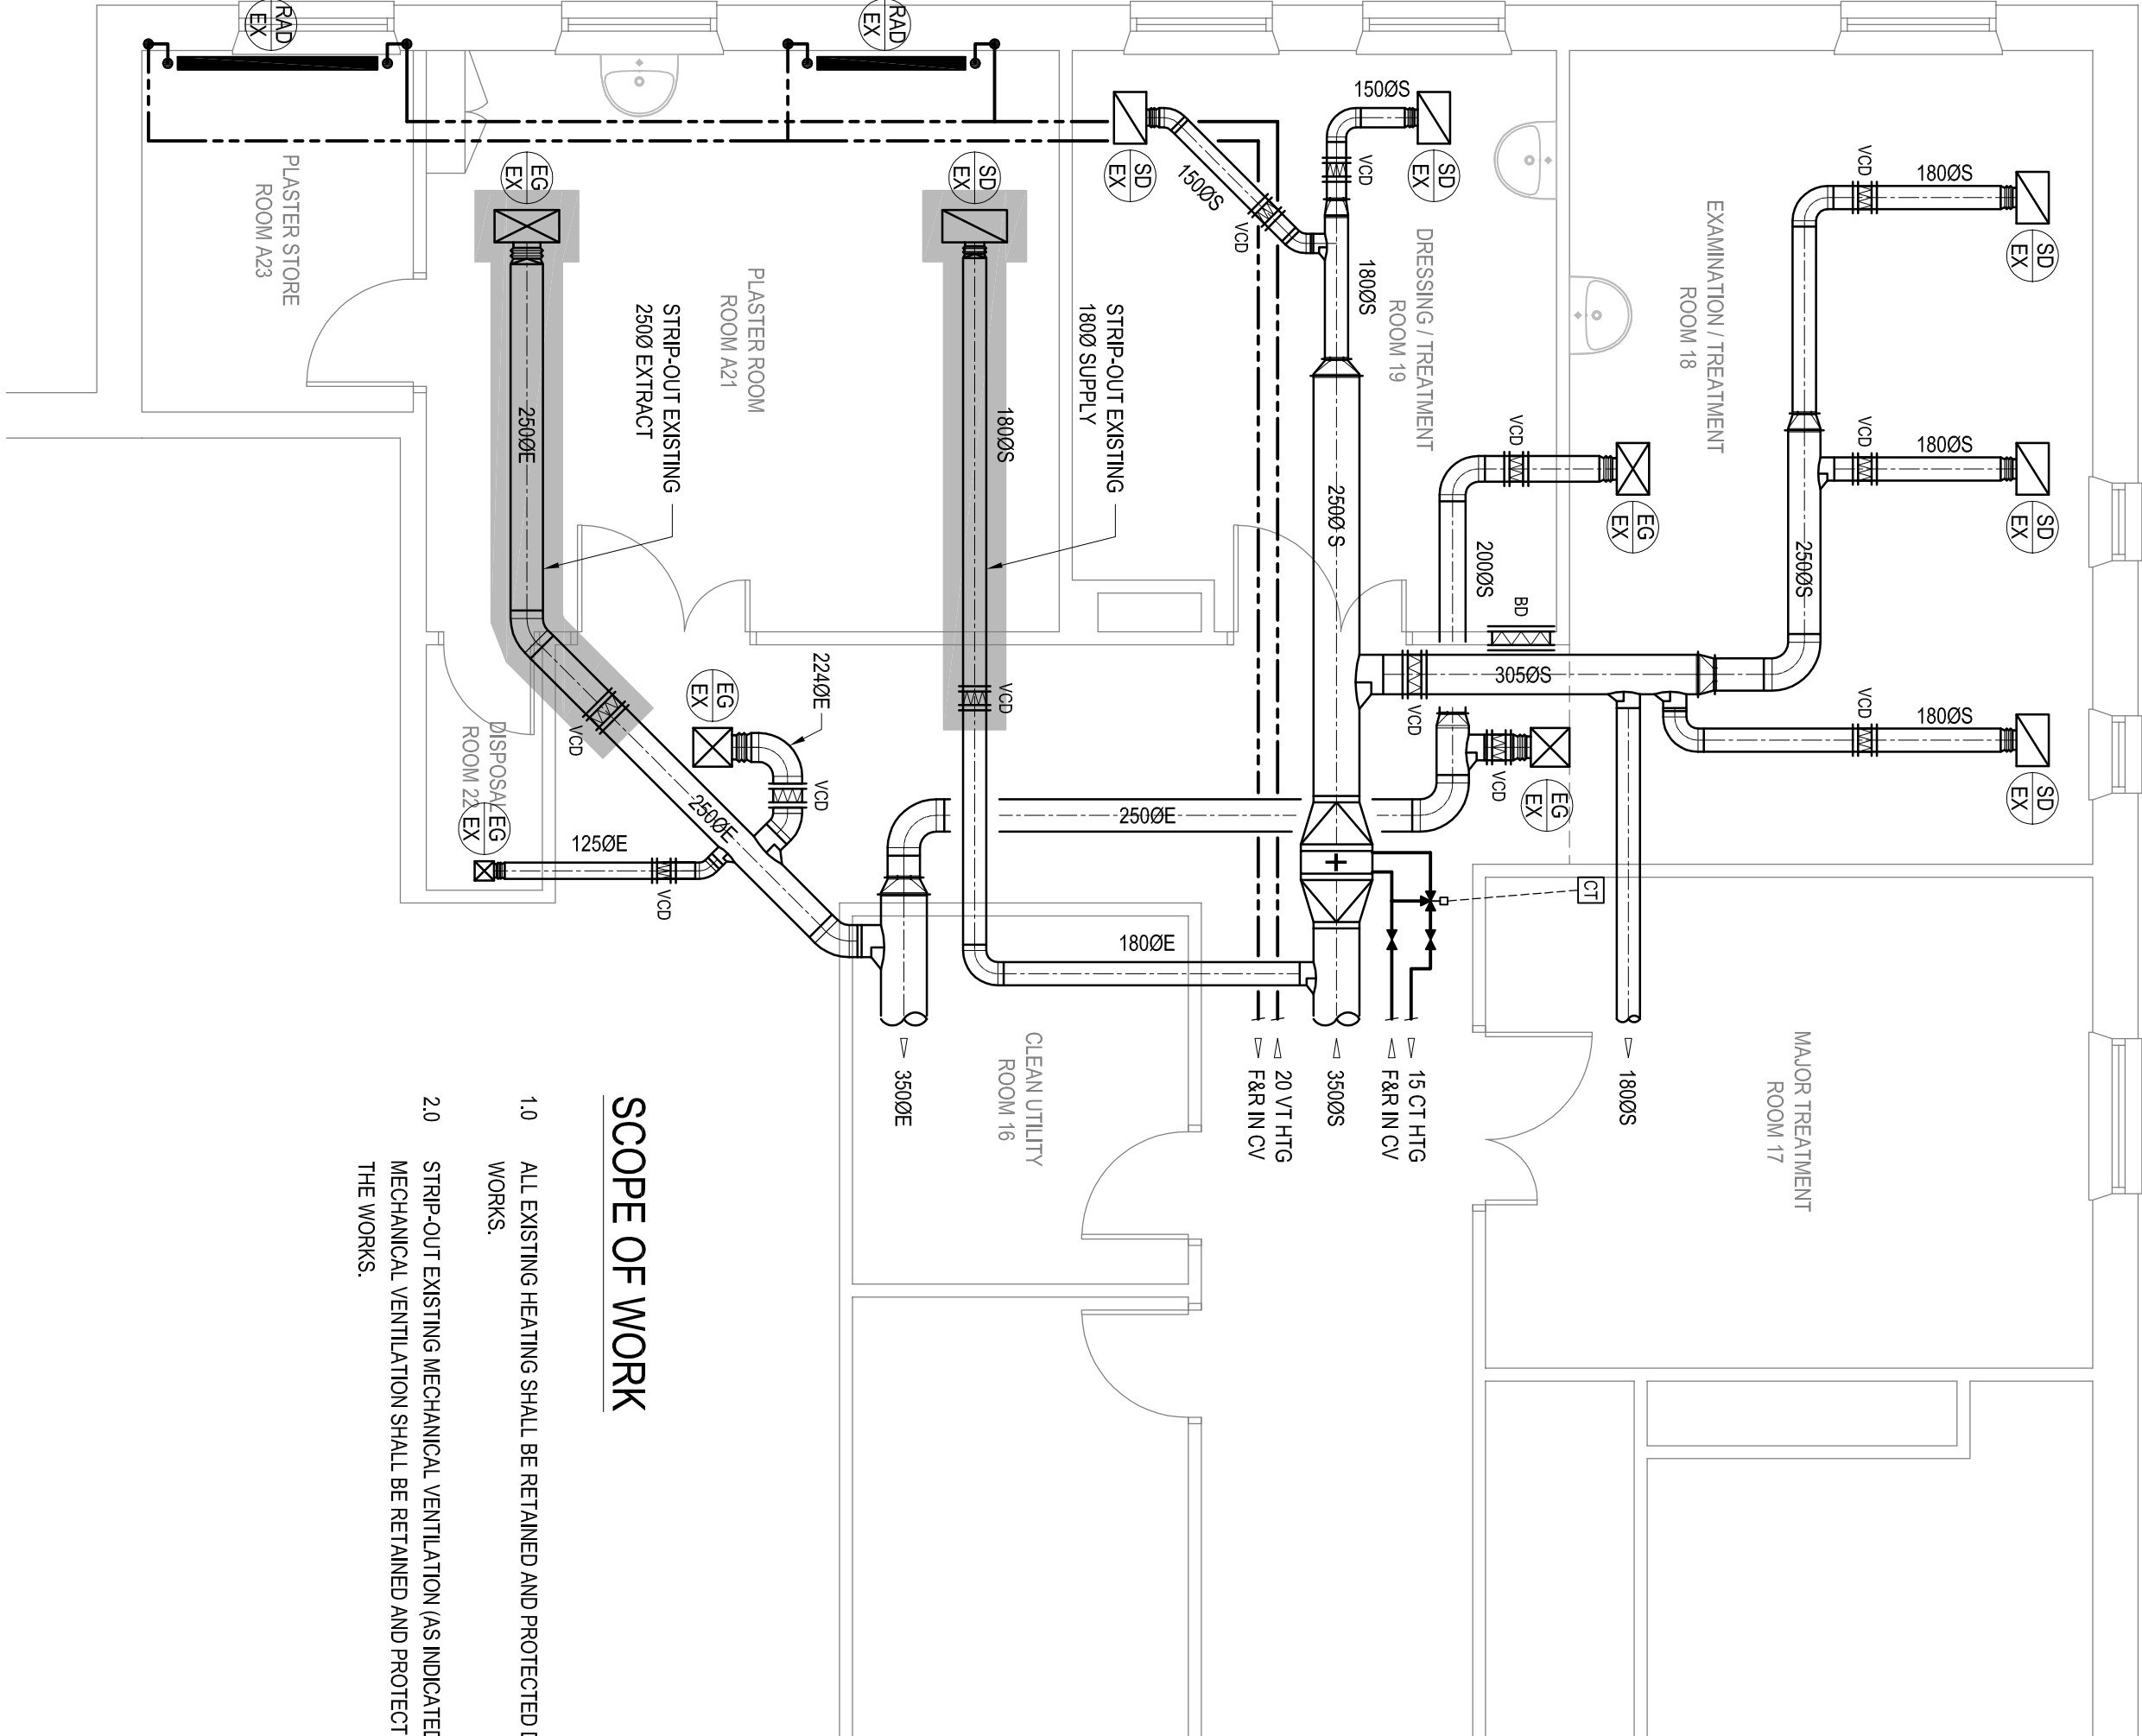 RAD
EX
RAD
EX
150ØS
SD
EX
SD
EX
VCD
150ØS
VCD
180ØS
VCD
180ØS
SD
EX
EG
EX
SD
EX
PLASTER STORE
ROOM A23
PLASTER ROOM
ROOM A21
DRESSING / TREATMENT
ROOM 19
EXAMINATION / TREATMENT
ROOM 18
STRIP-OUT EXISTING
250Ø EXTRACT
STRIP-OUT EXISTING
180Ø SUPPLY
250ØE
180ØS
250Ø S
VCD
EG
EX
VCD
180ØS
SD
EX
200ØS
250ØS
BD
305ØS
VCD
VCD
180ØS
SD
EX
VCD
EG
EX
224ØE
EG
EX
VCD
VCD
VCD
DISPOSAL
ROOM 22
EG
EX
125ØE
VCD
250ØE
250ØE
180ØE
CT
CLEAN UTILITY
ROOM 16
MAJOR TREATMENT
ROOM 17
350ØE
20 VT HTG
F&R IN CV
350ØS
15 CT HTG
F&R IN CV
180ØS
SCOPE OF WORK
1.0 ALL EXISTING HEATING SHALL BE RETAINED AND PROTECTED
WORKS.
2.0 STRIP-OUT EXISTING MECHANICAL VENTILATION (AS INDICATED
MECHANICAL VENTILATION SHALL BE RETAINED AND PROTECT
THE WORKS.